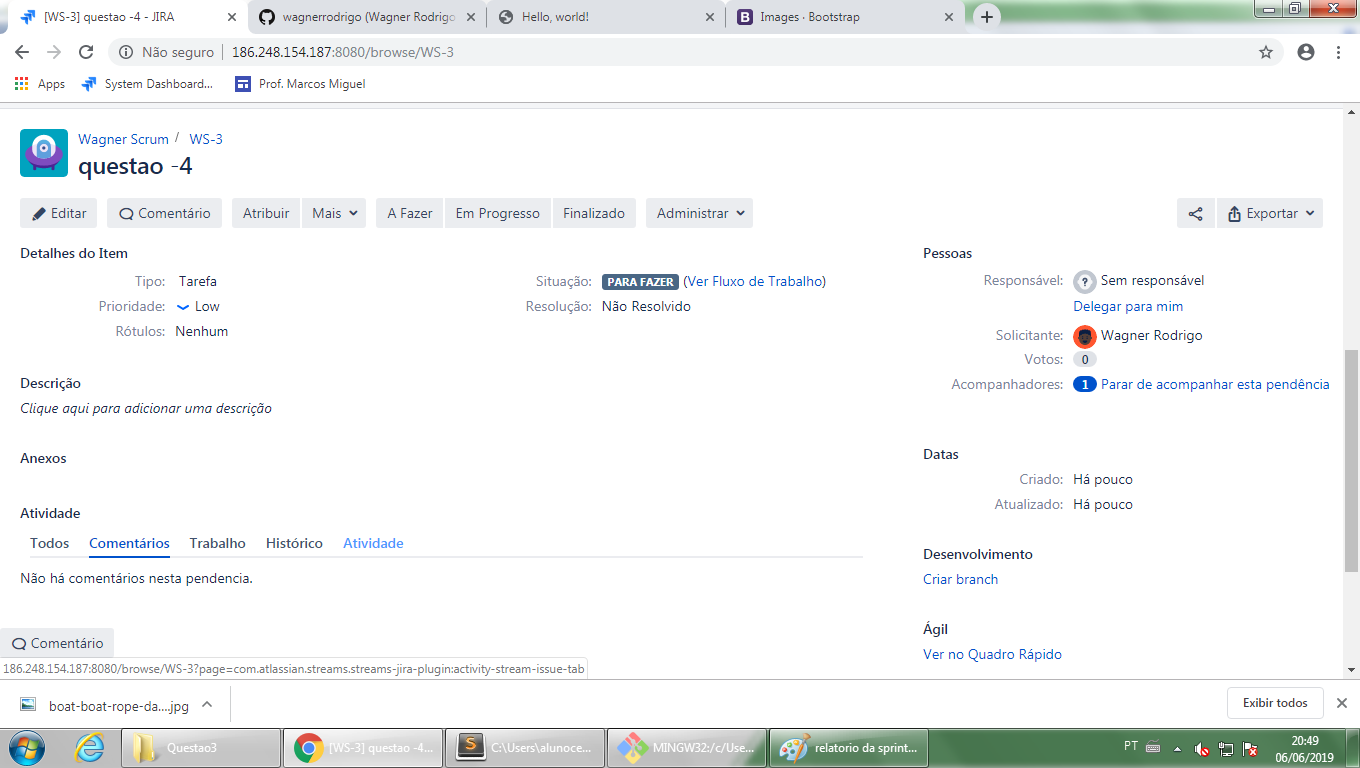 [WS-3] questao -4 - JIRA
wagnerrodrigo (Wagner Rodrigo
Hello, world!
Images · Bootstrap
Não seguro | 186.248.154.187:8080/browse/WS-3
Apps
System Dashboard...
Prof. Marcos Miguel
Wagner Scrum / WS-3
questao -4
Editar
Comentário
Atribuir
Mais
A Fazer
Em Progresso
Finalizado
Administrar
Exportar
Detalhes do Item
Tipo: Tarefa
Prioridade: Low
Rótulos: Nenhum
Situação: PARA FAZER (Ver Fluxo de Trabalho)
Resolução: Não Resolvido
Descrição
Clique aqui para adicionar uma descrição
Anexos
Atividade
Todos
Comentários
Trabalho
Histórico
Atividade
Não há comentários nesta pendencia.
Comentário
Pessoas
Responsável: ? Sem responsável
Delegar para mim
Solicitante: Wagner Rodrigo
Votos: 0
Acompanhadores: 1 Parar de acompanhar esta pendência
Datas
Criado: Há pouco
Atualizado: Há pouco
Desenvolvimento
Criar branch
Ágil
Ver no Quadro Rápido
186.248.154.187:8080/browse/WS-3?page=com.atlassian.streams.streams-jira-plugin:activity-stream-issue-tab
boat-boat-rope-da....jpg
Exibir todos
Questao3
[WS-3] questao -4...
C:\Users\alunoce...
MINGW32:/c/Use...
relatorio da sprint...
PT
20:49
06/06/2019